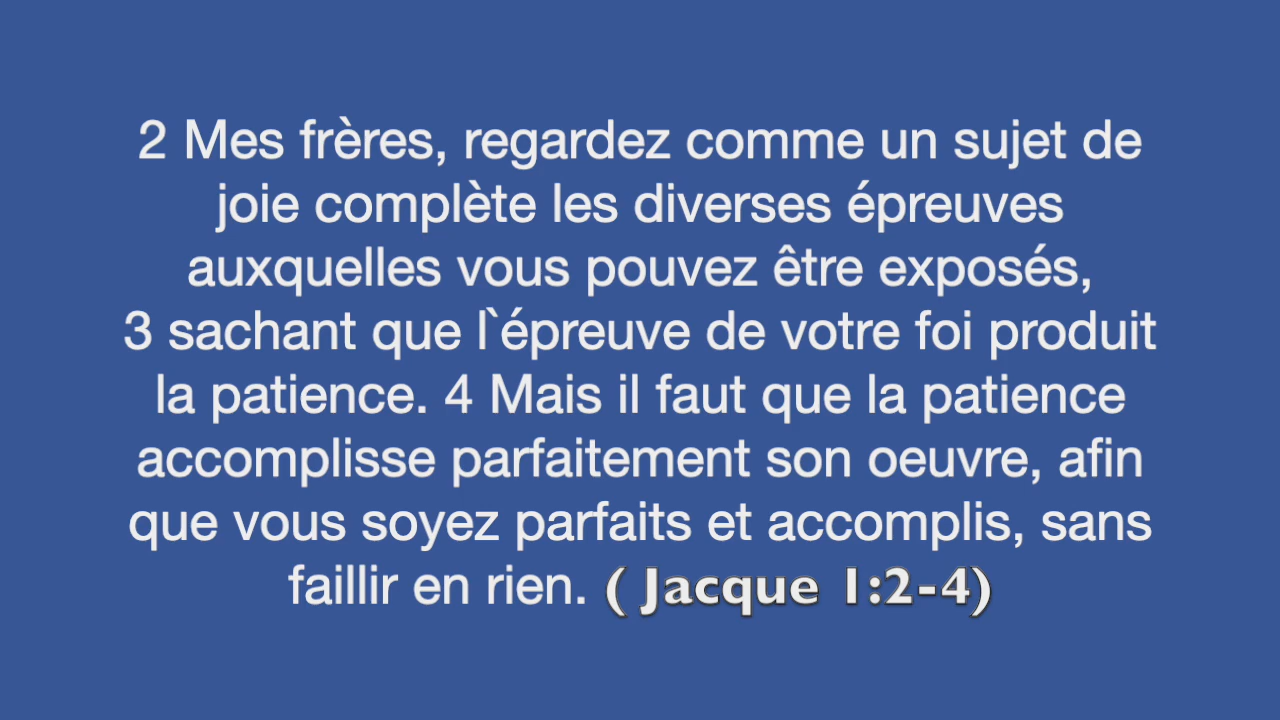 2 Mes frères, regardez comme un sujet de
joie complète les diverses épreuves
auxquelles vous pouvez être exposés,
3 sachant que l`épreuve de votre foi produit
la patience. 4 Mais il faut que la patience
accomplisse parfaitement son oeuvre, afin
que vous soyez parfaits et accomplis, sans
faillir en rien. ( Jacque 1:2-4)